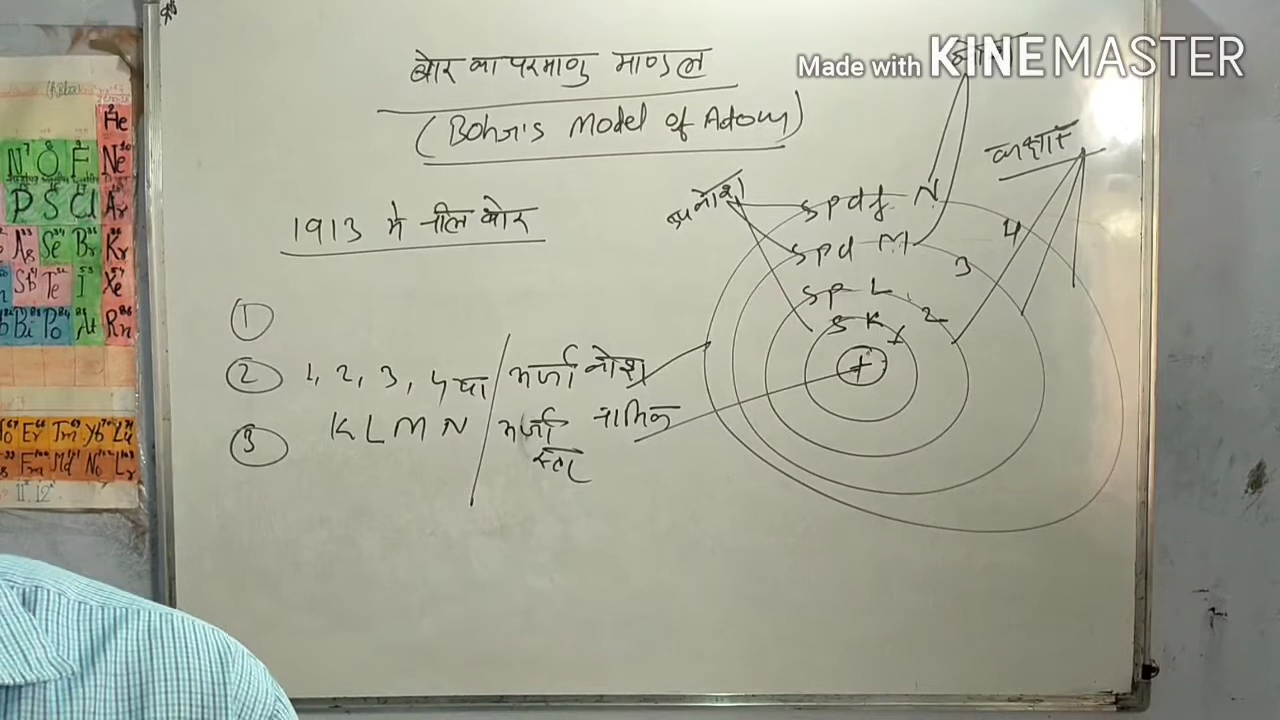 Made with KINEMASTER
बोर का परमाणु माण्डल
(Bohr's Model of Atom)
1913 मे नील बोर
कक्षाएँ
उपकोश
s p d f N
s p d M
s p L
s K
1 2 3 4
+
①
② 1, 2, 3, 4 या / ऊर्जा कोश
K L M N / ऊर्जा स्तर
③
नाभिक
He
N O F Ne
P S Cl Ar
As Se Br Kr
Sb Te I Xe
Bi Po At Rn
Er Tm Yb Lu
Fm Md No Lr